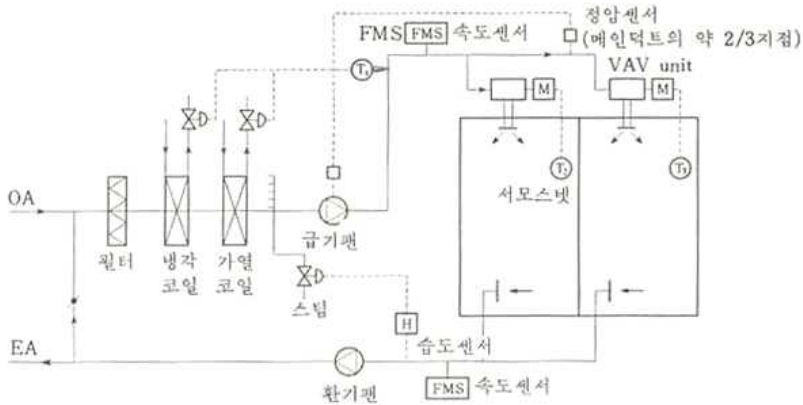 정압센서
(메인덕트의 약 2/3지점)
FMS FMS 속도센서
VAV unit
T₁
M
M
T₂
T₃
서모스텟
OA
필터
냉각
코일
가열
코일
급기팬
스팀
H
습도센서
EA
환기팬
FMS 속도센서